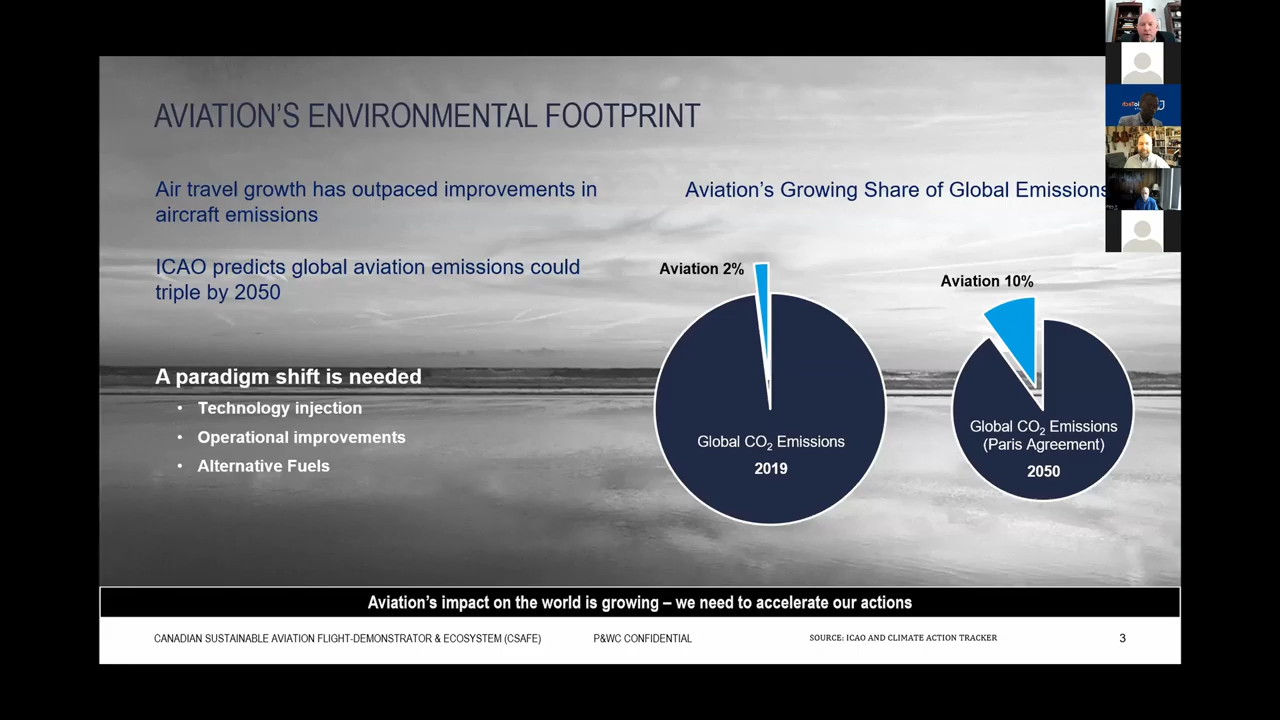 AVIATION'S ENVIRONMENTAL FOOTPRINT
Air travel growth has outpaced improvements in
aircraft emissions
ICAO predicts global aviation emissions could
triple by 2050
A paradigm shift is needed
• Technology injection
• Operational improvements
• Alternative Fuels
Aviation's Growing Share of Global Emissions
Aviation 2%
Global CO₂ Emissions
2019
Aviation 10%
Global CO₂ Emissions
(Paris Agreement)
2050
Aviation's impact on the world is growing – we need to accelerate our actions
CANADIAN SUSTAINABLE AVIATION FLIGHT-DEMONSTRATOR & ECOSYSTEM (CSAFE)
P&WC CONFIDENTIAL
SOURCE: ICAO AND CLIMATE ACTION TRACKER
3